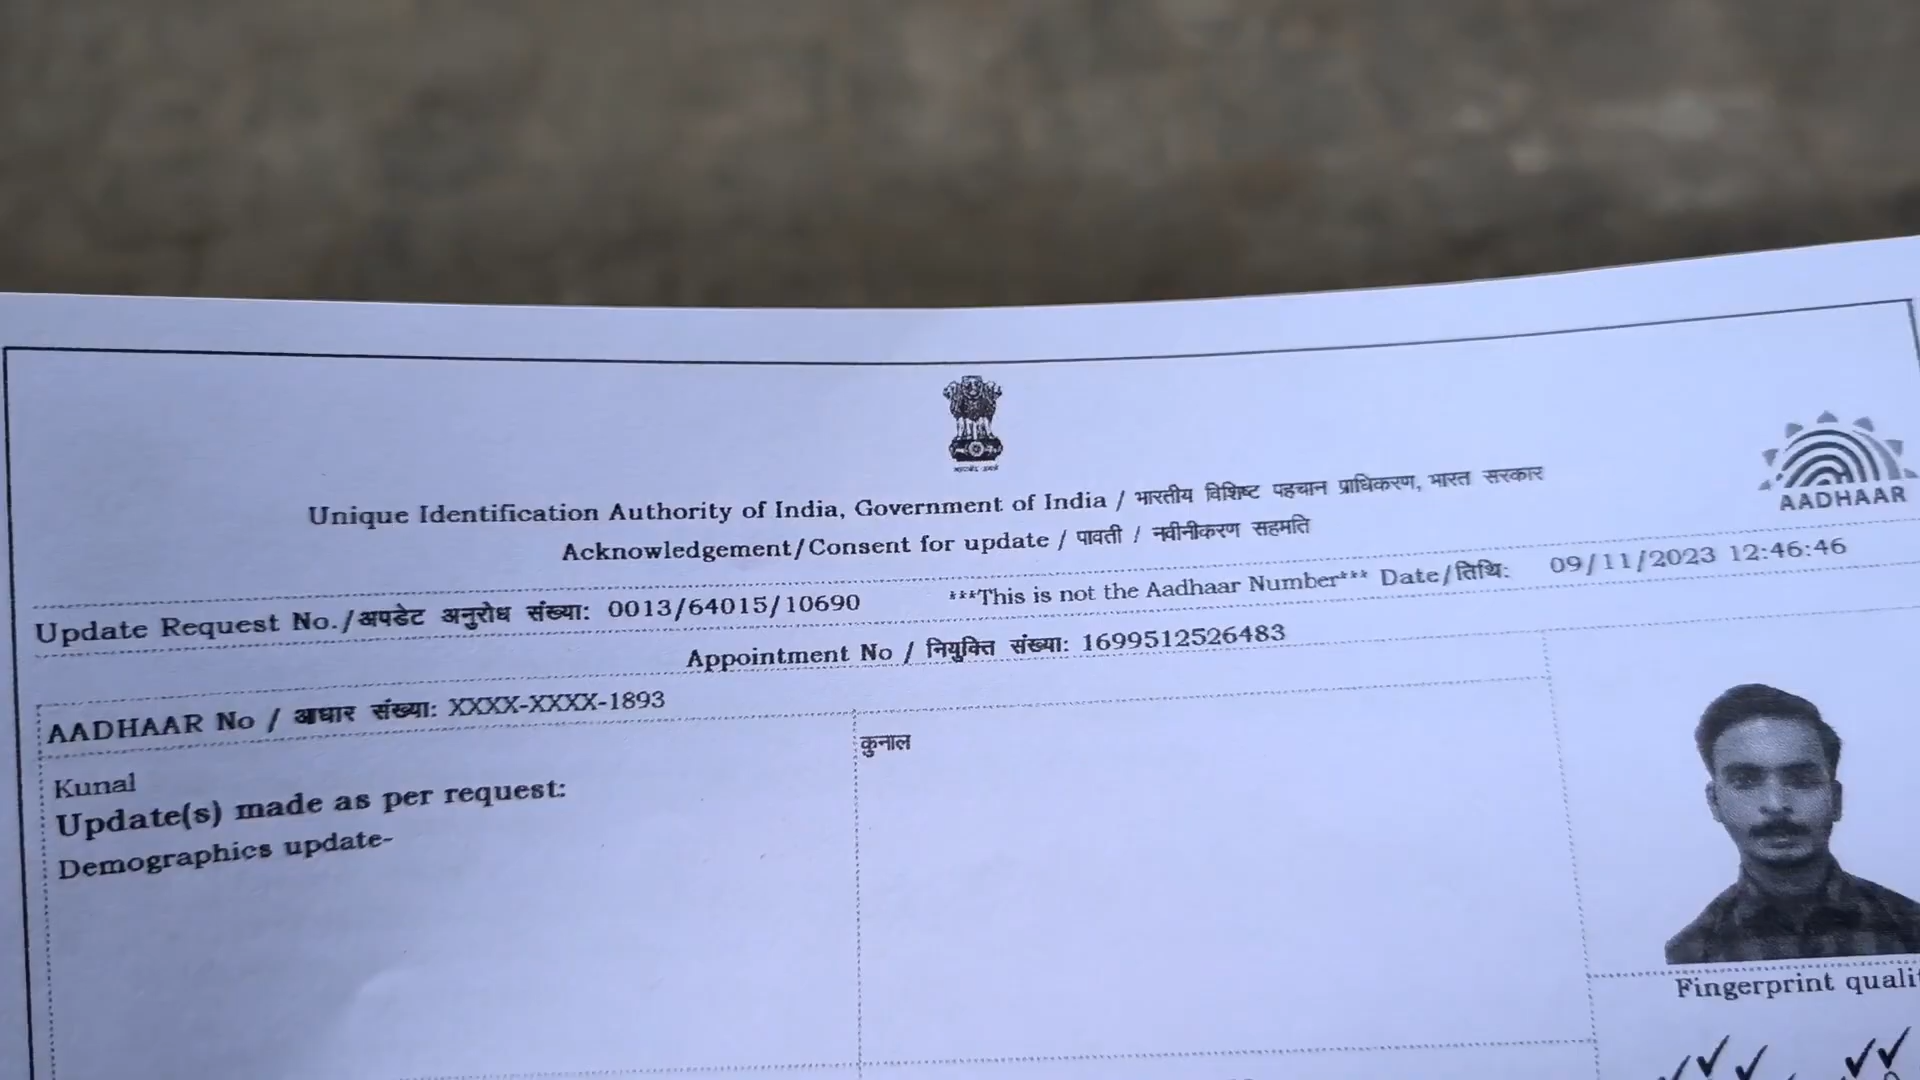 Unique Identification Authority of India, Government of India / भारतीय विशिष्ट पहचान प्राधिकरण, भारत सरकार
AADHAAR
Acknowledgement/Consent for update / पावती / नवीनीकरण सहमति
Update Request No./अपडेट अनुरोध संख्या: 0013/64015/10690 ***This is not the Aadhaar Number*** Date/तिथि: 09/11/2023 12:46:46
Appointment No / नियुक्ति संख्या: 1699512526483
AADHAAR No / आधार संख्या: XXXX-XXXX-1893
Kunal
कुनाल
Update(s) made as per request:
Demographics update-
Fingerprint qualit